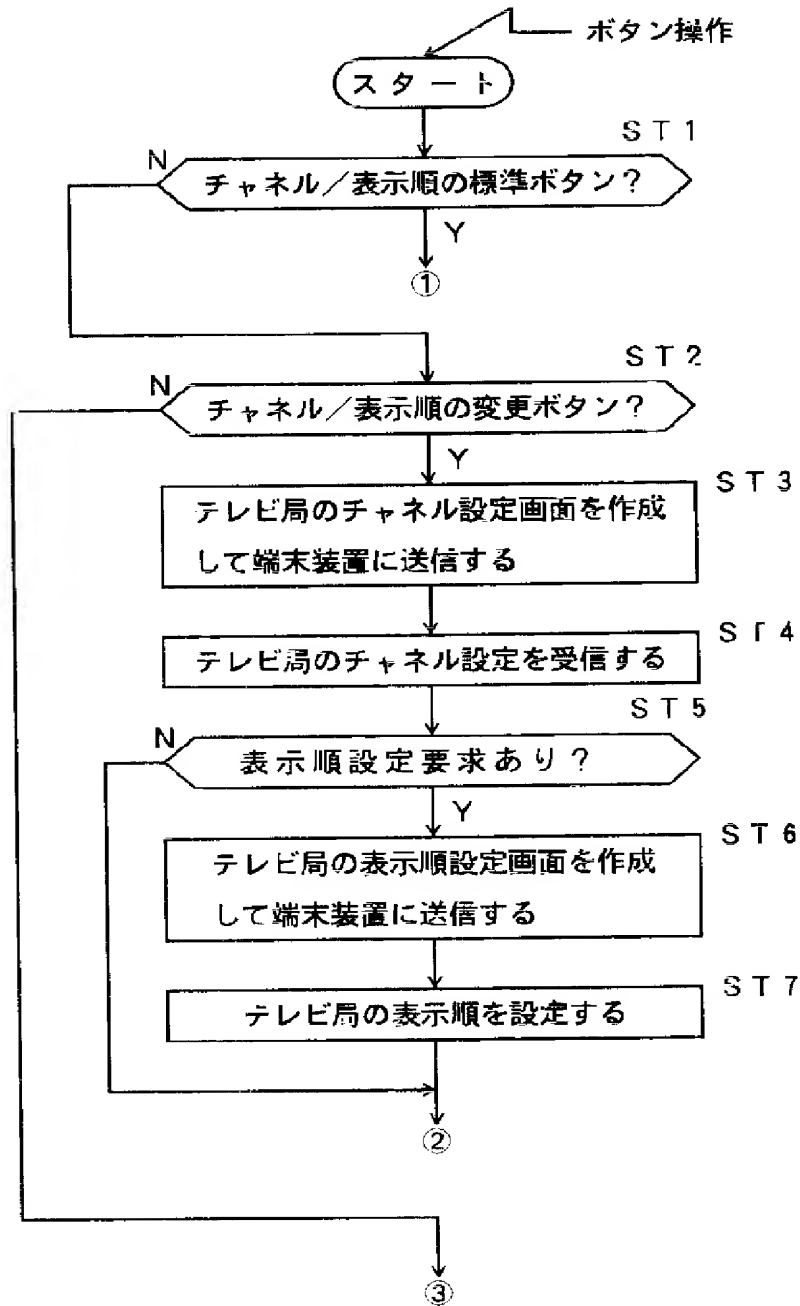 ボタン操作
スタート
ST1
N
チャネル/表示順の標準ボタン?
Y
①
ST2
N
チャネル/表示順の変更ボタン?
Y
ST3
テレビ局のチャネル設定画面を作成
して端末装置に送信する
ST4
テレビ局のチャネル設定を受信する
ST5
N
表示順設定要求あり?
Y
ST6
テレビ局の表示順設定画面を作成
して端末装置に送信する
ST7
テレビ局の表示順を設定する
②
③